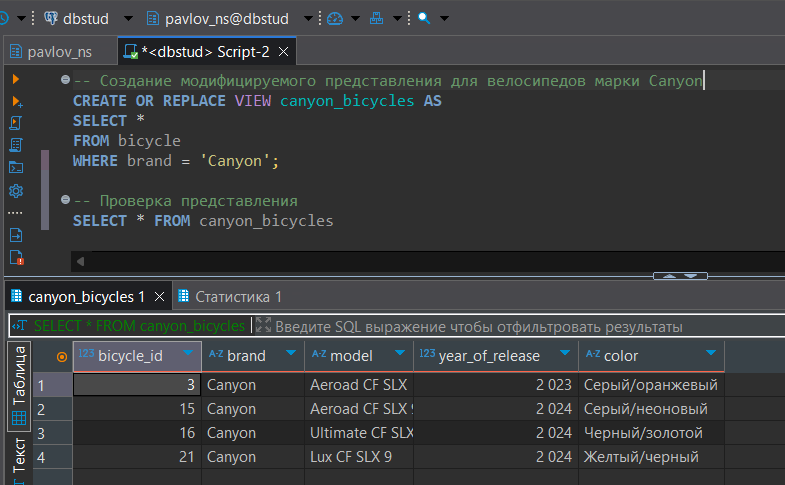 dbstud pavlov_ns@dbstud
pavlov_ns *<dbstud> Script-2
-- Создание модифицируемого представления для велосипедов марки Canyon
CREATE OR REPLACE VIEW canyon_bicycles AS
SELECT *
FROM bicycle
WHERE brand = 'Canyon';
-- Проверка представления
SELECT * FROM canyon_bicycles
canyon_bicycles 1 Статистика 1
SELECT * FROM canyon_bicycles Введите SQL выражение чтобы отфильтровать результаты
Таблица
Текст
123 bicycle_id A-Z brand A-Z model 123 year_of_release A-Z color
1 3 Canyon Aeroad CF SLX 2 023 Серый/оранжевый
2 15 Canyon Aeroad CF SLX 9 2 024 Серый/неоновый
3 16 Canyon Ultimate CF SLX 2 024 Черный/золотой
4 21 Canyon Lux CF SLX 9 2 024 Желтый/черный